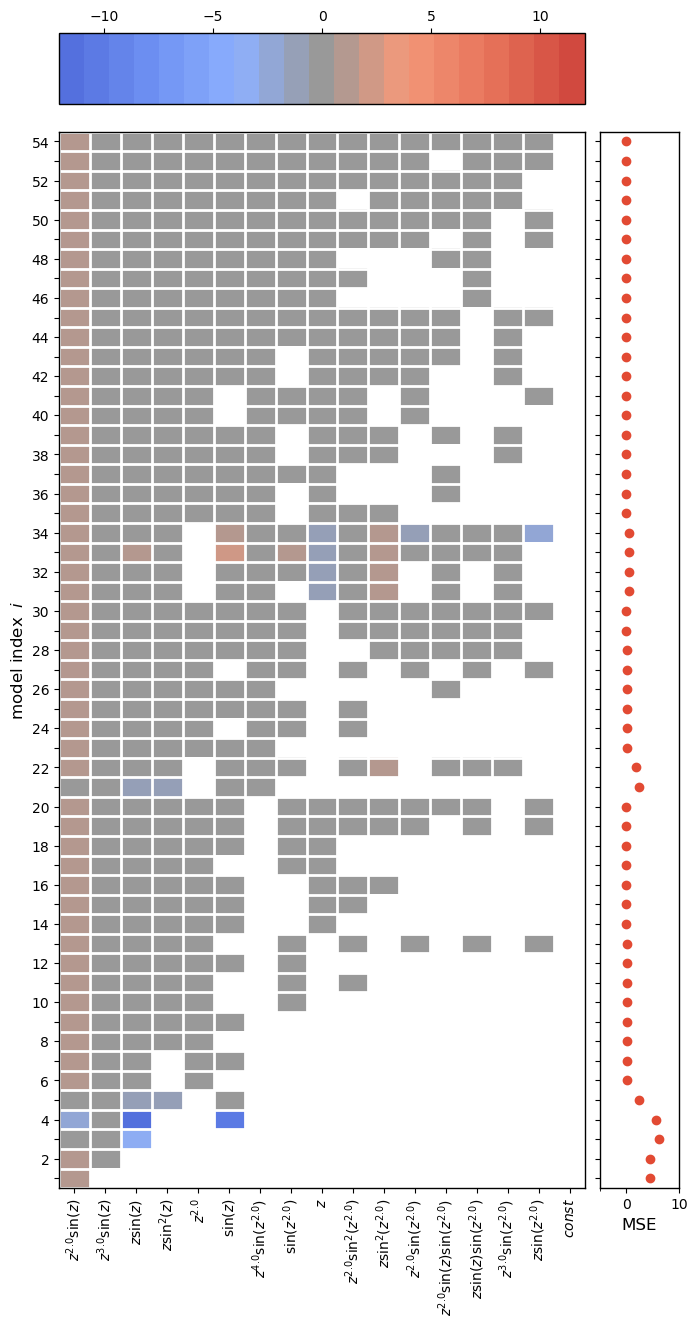 −10 −5 0 5 10
54
52
50
48
46
44
42
40
38
36
34
32
30
28
26
24
22
20
18
16
14
12
10
8
6
4
2
model index i
z^{2.0}sin(z)
z^{3.0}sin(z)
zsin(z)
zsin^{2}(z)
z^{2.0}
sin(z)
z^{4.0}sin(z^{2.0})
sin(z^{2.0})
z
z^{2.0}sin^{2}(z^{2.0})
zsin^{2}(z^{2.0})
z^{2.0}sin(z^{2.0})
z^{2.0}sin(z)sin(z^{2.0})
zsin(z)sin(z^{2.0})
z^{3.0}sin(z^{2.0})
zsin(z^{2.0})
const
0 10
MSE